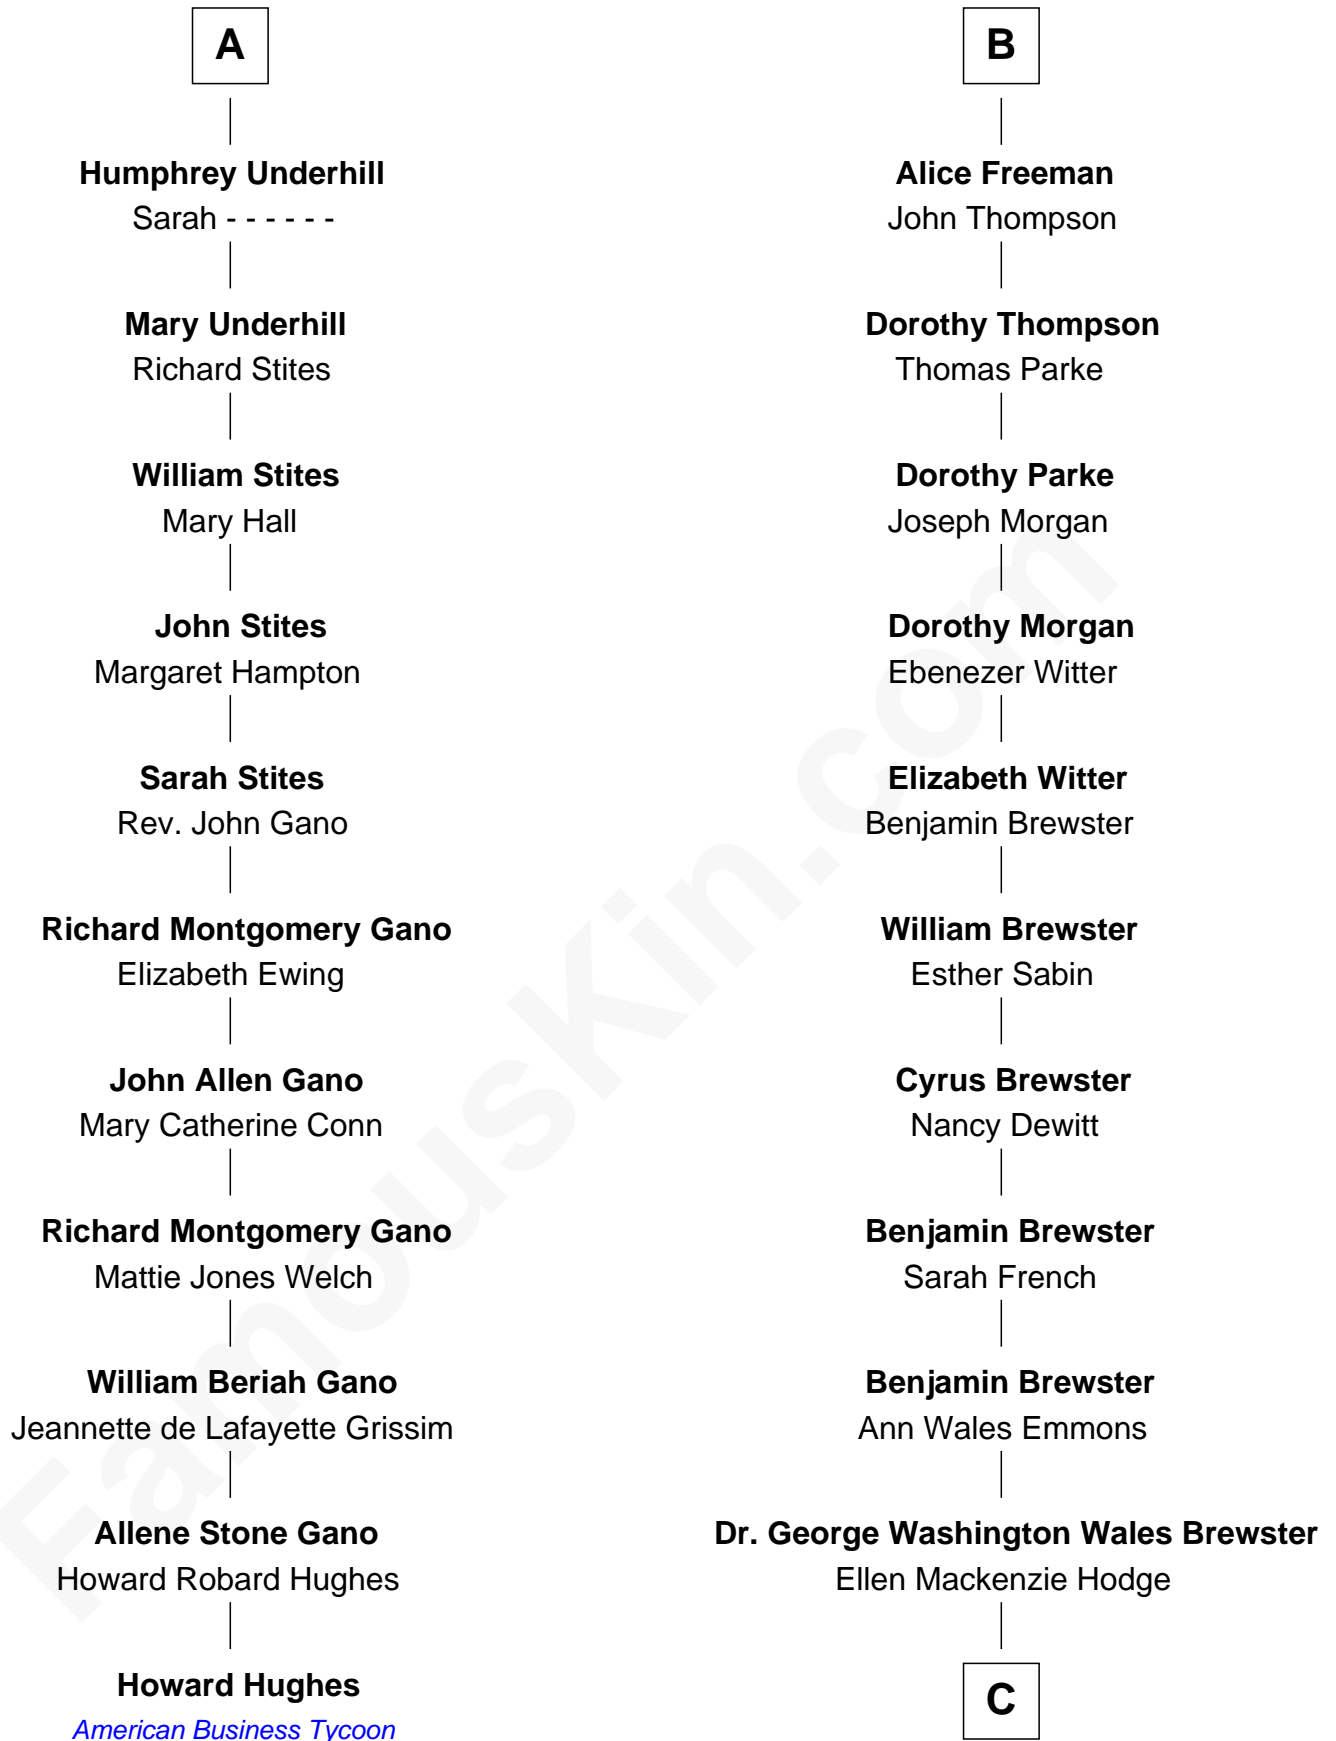 A
Humphrey Underhill
Sarah - - - - - -
Mary Underhill
Richard Stites
William Stites
Mary Hall
John Stites
Margaret Hampton
Sarah Stites
Rev. John Gano
Richard Montgomery Gano
Elizabeth Ewing
John Allen Gano
Mary Catherine Conn
Richard Montgomery Gano
Mattie Jones Welch
William Beriah Gano
Jeannette de Lafayette Grissim
Allene Stone Gano
Howard Robard Hughes
Howard Hughes
American Business Tycoon
B
Alice Freeman
John Thompson
Dorothy Thompson
Thomas Parke
Dorothy Parke
Joseph Morgan
Dorothy Morgan
Ebenezer Witter
Elizabeth Witter
Benjamin Brewster
William Brewster
Esther Sabin
Cyrus Brewster
Nancy Dewitt
Benjamin Brewster
Sarah French
Benjamin Brewster
Ann Wales Emmons
Dr. George Washington Wales Brewster
Ellen Mackenzie Hodge
C
FamousKin.com